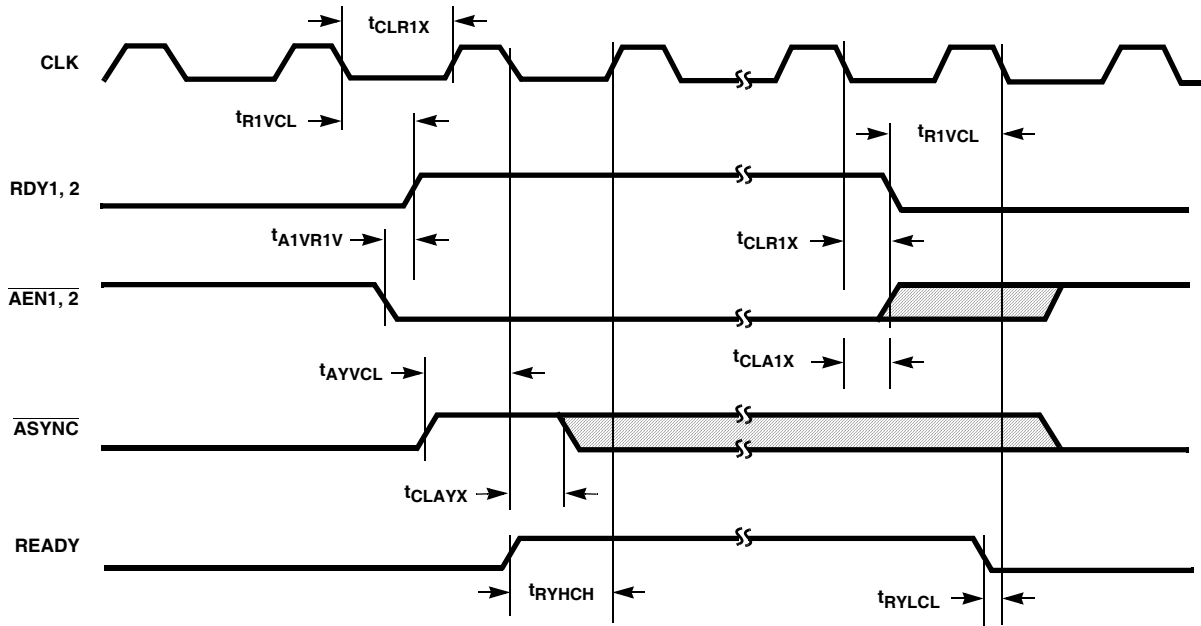 tCLR1X
CLK
tR1VCL
tR1VCL
RDY1, 2
tA1VR1V
tCLR1X
AEN1, 2
tCLA1X
tAYVCL
ASYNC
tCLAYX
READY
tRYHCH
tRYLCL